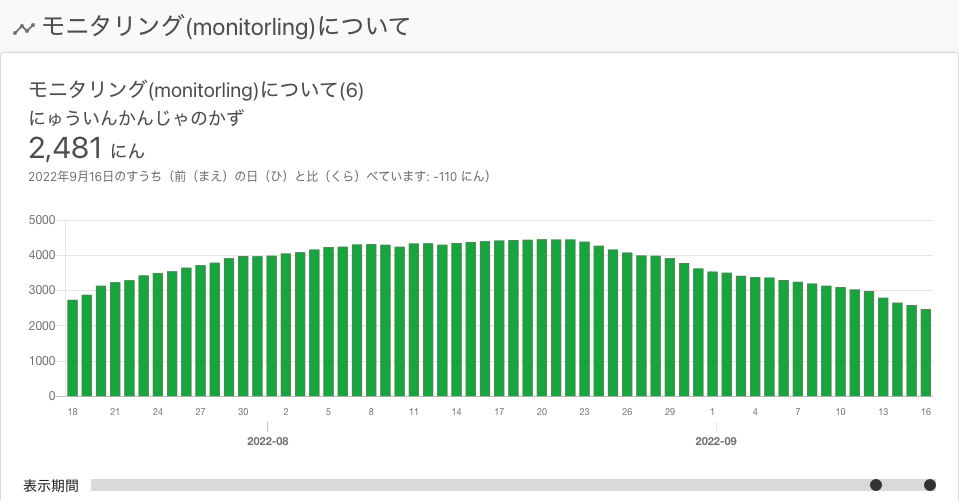 モニタリング(monitorling)について
モニタリング(monitorling)について(6)
にゅういんかんじゃのかず
2,481 にん
2022年9月16日のすうち（前（まえ）の日（ひ）と比（くら）べています: -110 にん）
5000
4000
3000
2000
1000
0
18 21 24 27 30 2 5 8 11 14 17 20 23 26 29 1 4 7 10 13 16
2022-08 2022-09
表示期間